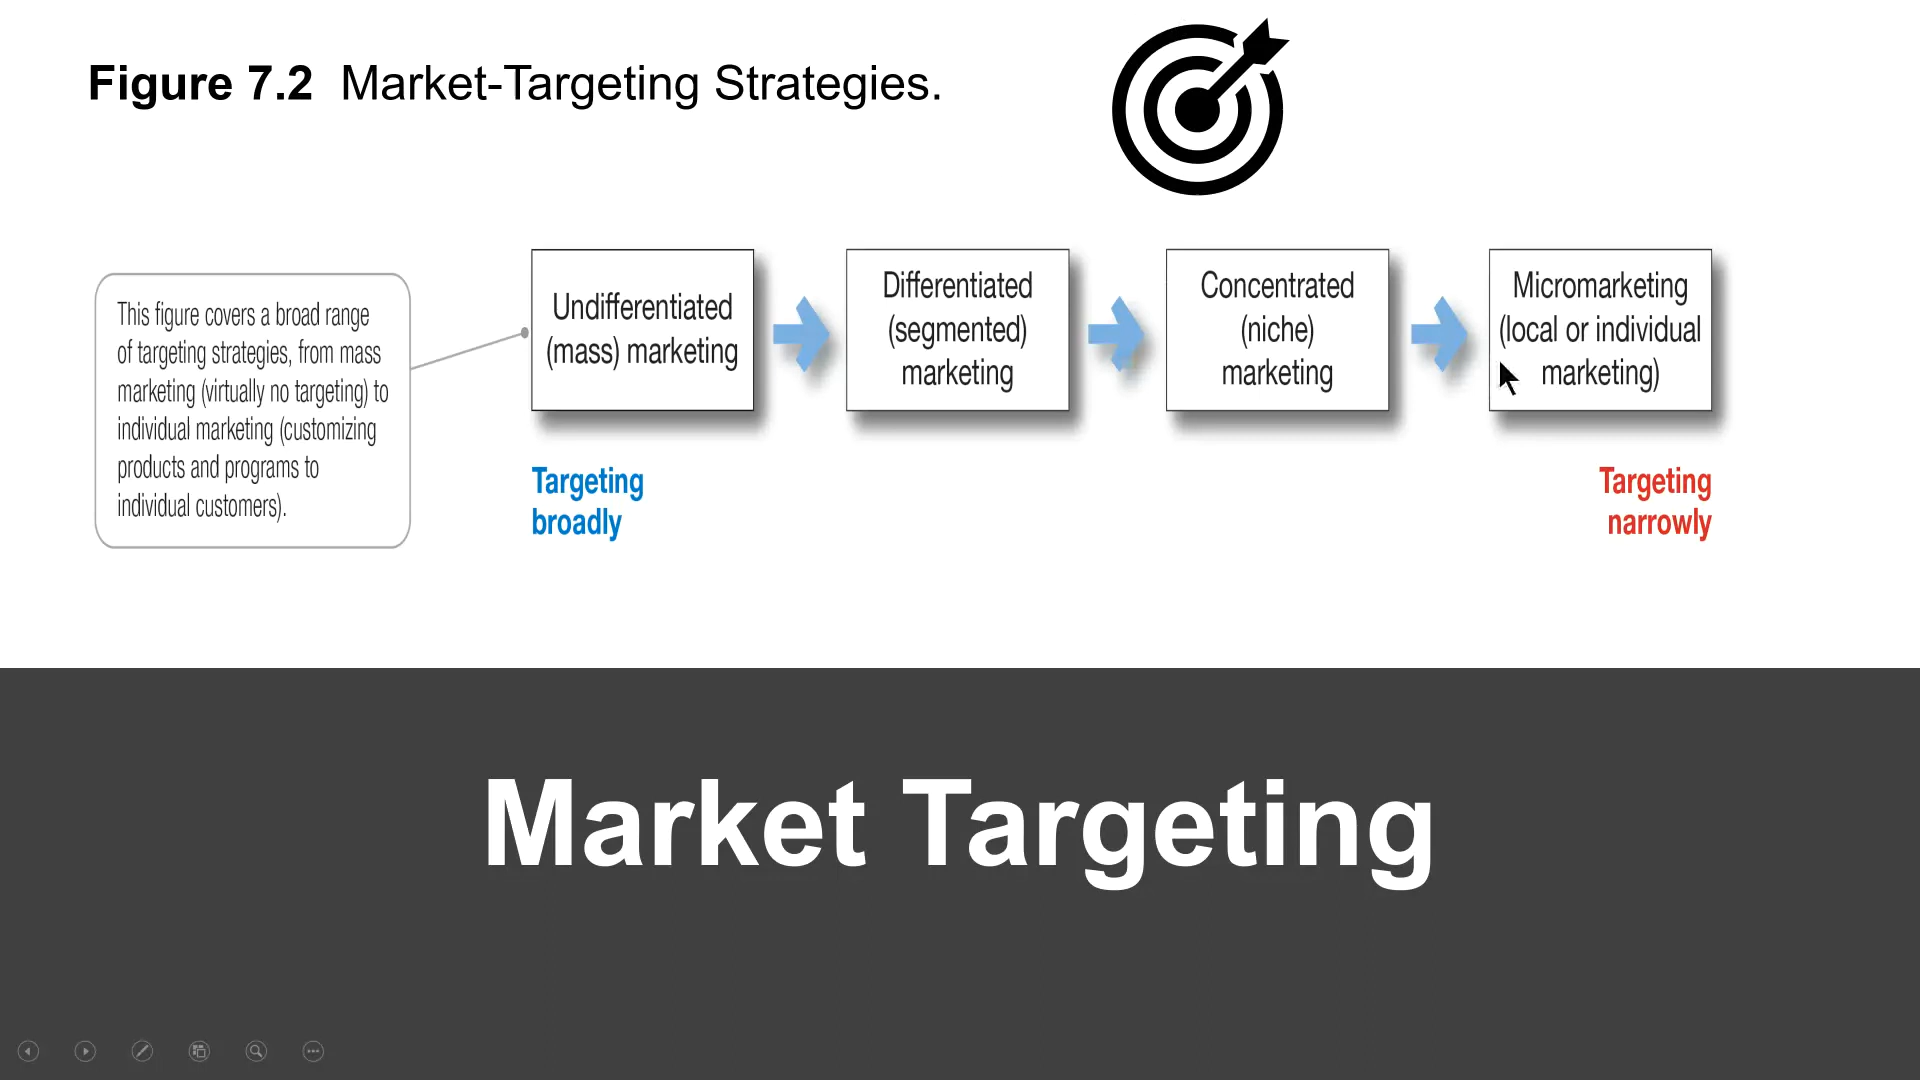 Figure 7.2 Market-Targeting Strategies.
This figure covers a broad range
of targeting strategies, from mass
marketing (virtually no targeting) to
individual marketing (customizing
products and programs to
individual customers).
Undifferentiated
(mass) marketing
Differentiated
(segmented)
marketing
Concentrated
(niche)
marketing
Micromarketing
(local or individual
marketing)
Targeting
broadly
Targeting
narrowly
Market Targeting